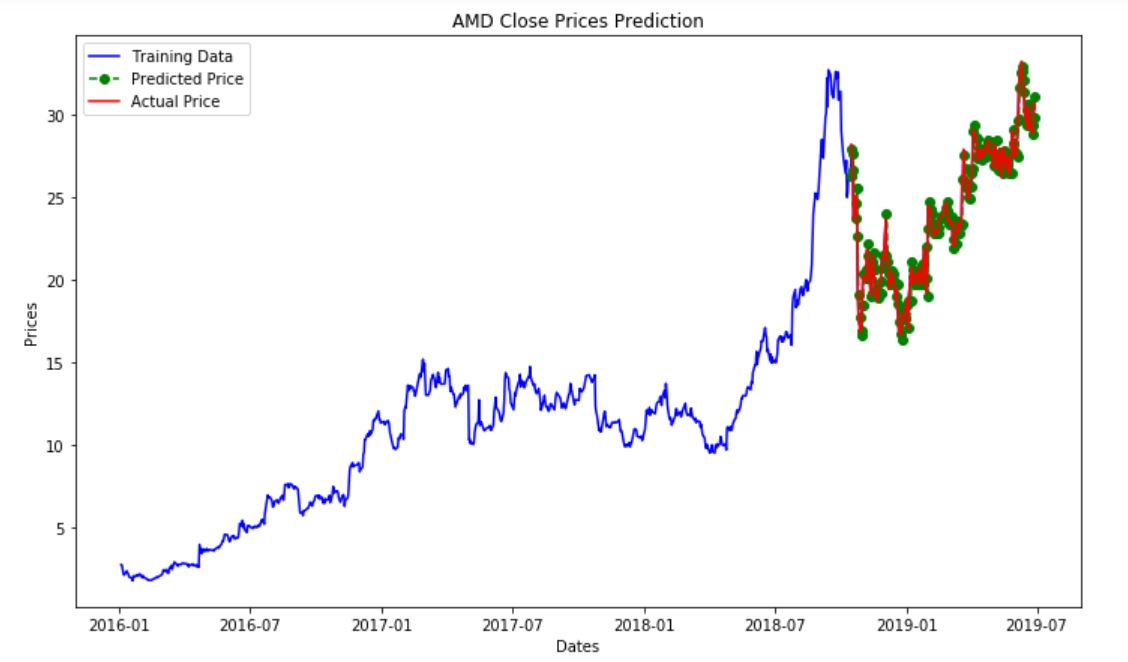 AMD Close Prices Prediction
Training Data
Predicted Price
Actual Price
30
25
20
15
10
5
Prices
2016-01 2016-07 2017-01 2017-07 2018-01 2018-07 2019-01 2019-07
Dates